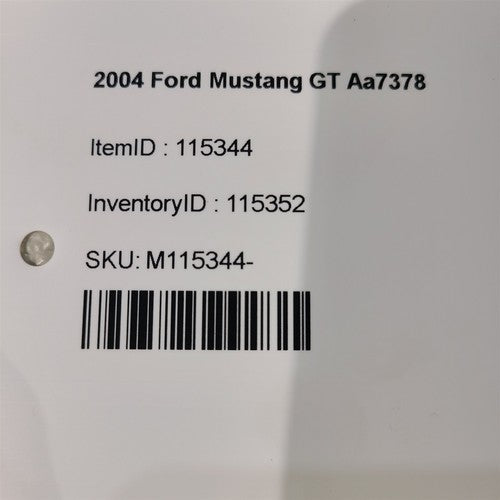 2004 Ford Mustang GT Aa7378
ItemID : 115344
InventoryID : 115352
SKU: M115344-